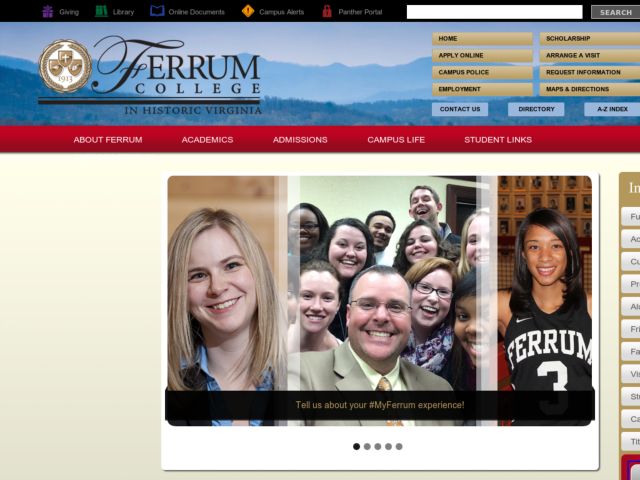 Giving
Library
Online Documents
Campus Alerts
Panther Portal
SEARCH
FERRUM
COLLEGE
IN HISTORIC VIRGINIA
1913
HOME
SCHOLARSHIP
APPLY ONLINE
ARRANGE A VISIT
CAMPUS POLICE
REQUEST INFORMATION
EMPLOYMENT
MAPS & DIRECTIONS
CONTACT US
DIRECTORY
A-Z INDEX
ABOUT FERRUM
ACADEMICS
ADMISSIONS
CAMPUS LIFE
STUDENT LINKS
FERRUM
3
Tell us about your #MyFerrum experience!
In
Fu
Ac
Cu
Pr
Al
Fri
Fa
Vis
Stu
Ca
Tit